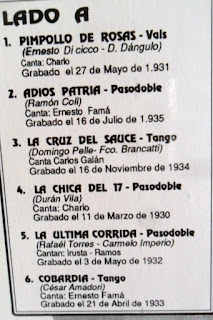 LADO A
1. PIMPOLLO DE ROSAS - Vals
(Ernesto Di cicco - D. Dángulo)
Canta: Charlo
Grabado el 27 de Mayo de 1.931
2. ADIOS PATRIA - Pasodoble
(Ramón Coll)
Cantan: Ernesto Famá
Grabado el 16 de Julio de 1.935
3. LA CRUZ DEL SAUCE - Tango
(Domingo Pelle- Fco. Brancatti)
Canta Carlos Galán
Grabado el 16 de Noviembre de 1934
4. LA CHICA DEL 17 - Pasodoble
(Durán Vila)
Canta: Charlo
Grabado el 11 de Marzo de 1930
5. LA ULTIMA CORRIDA - Pasodoble
(Rafaél Torres - Carmelo Imperio)
Cantan: Irusta - Ramos
Grabado el 3 de Mayo de 1932
6. COBARDIA - Tango
(César Amadori)
Canta: Ernesto Famá
Grabado el 21 de Abril de 1933